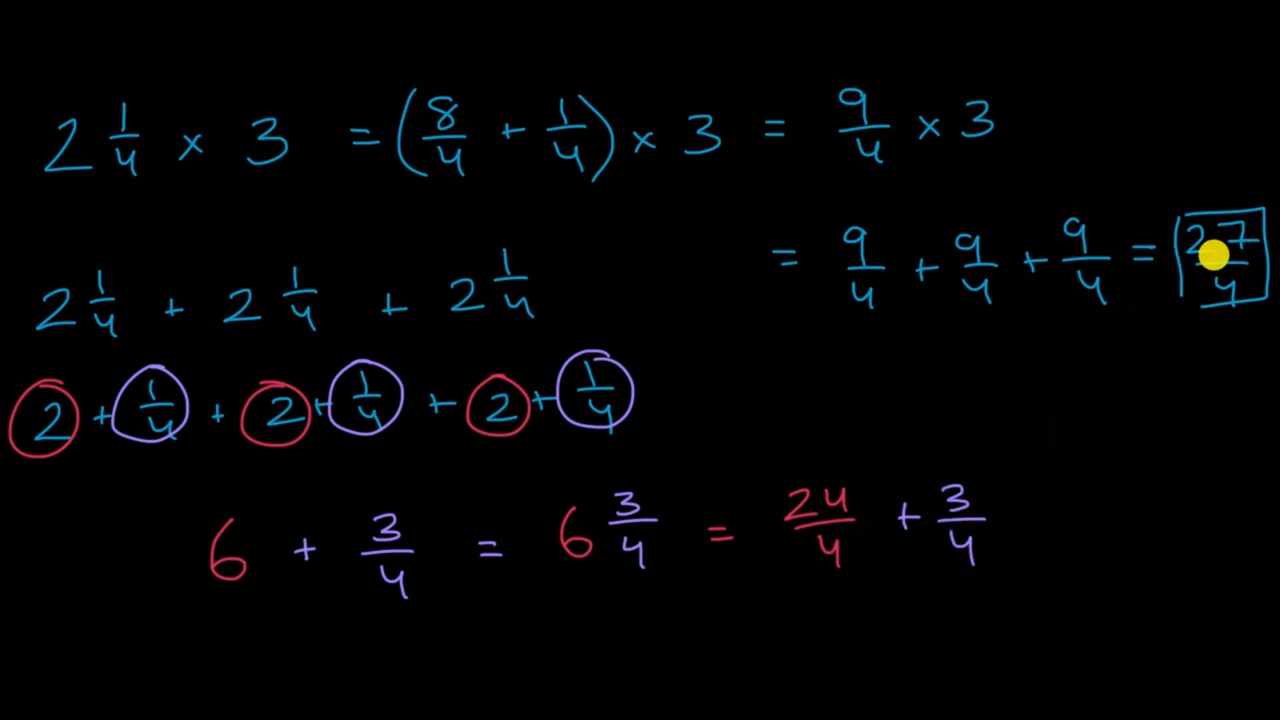 2 1/4 × 3 = (8/4 + 1/4) × 3 = 9/4 × 3
= 9/4 + 9/4 + 9/4 = 27/4
2 1/4 + 2 1/4 + 2 1/4
2 + 1/4 + 2 + 1/4 + 2 + 1/4
6 + 3/4 = 6 3/4 = 24/4 + 3/4